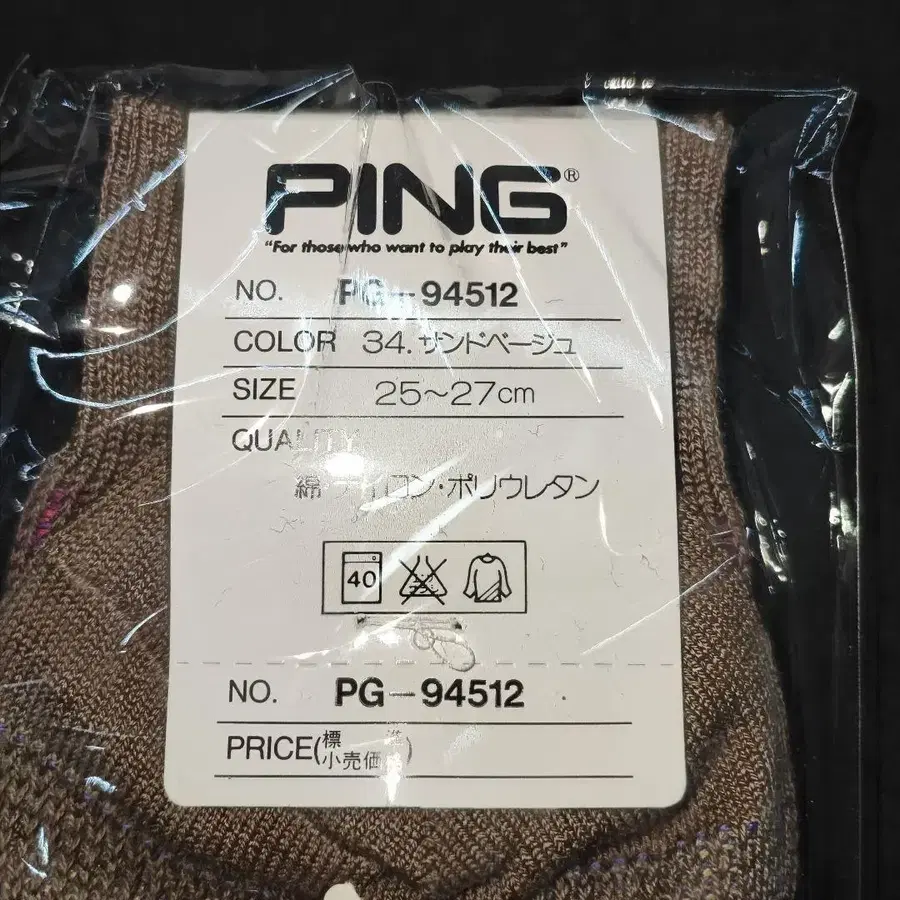 PING®
"For those who want to play their best"
NO. PG-94512
COLOR 34.サンドベージュ
SIZE 25〜27cm
QUALITY
綿・ナイロン・ポリウレタン
40
NO. PG-94512
PRICE(標準小売価格)